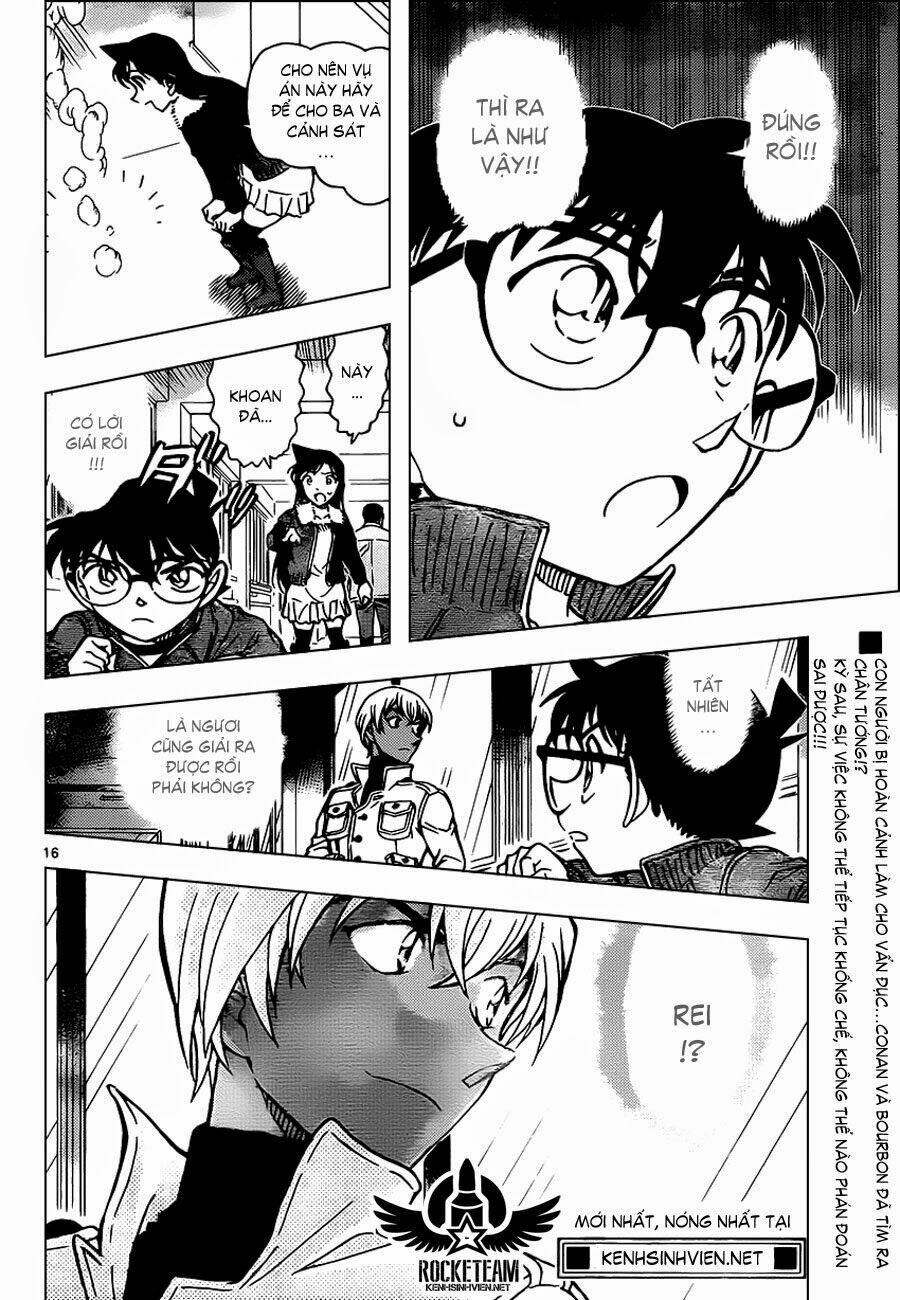 ĐÚNG
RỒI!!
THÌ RA
LÀ NHƯ
VẬY!!
CHO NÊN VỤ
ÁN NÀY HÃY
ĐỂ CHO BA VÀ
CẢNH SÁT
...
NÀY
...
KHOAN
ĐÃ...
CÓ LỜI
GIẢI RỒI
!!!
TẤT
NHIÊN
...
LÀ NGƯƠI
CŨNG GIẢI RA
ĐƯỢC RỒI
PHẢI KHÔNG?
16
REI
!?
CON NGƯỜI BỊ HOÀN CẢNH LÀM CHO VẨN ĐỤC...CONAN VÀ BOURBON ĐÃ TÌM RA
CHÂN TƯỚNG!?
KỲ SAU, SỰ VIỆC KHÔNG THỂ TIẾP TỤC KHỐNG CHẾ, KHÔNG THỂ NÀO PHÁN ĐOÁN
SAI ĐƯỢC!!!
ROCKETEAM
KENHSINHVIEN.NET
MỚI NHẤT, NÓNG NHẤT TẠI
KENHSINHVIEN.NET